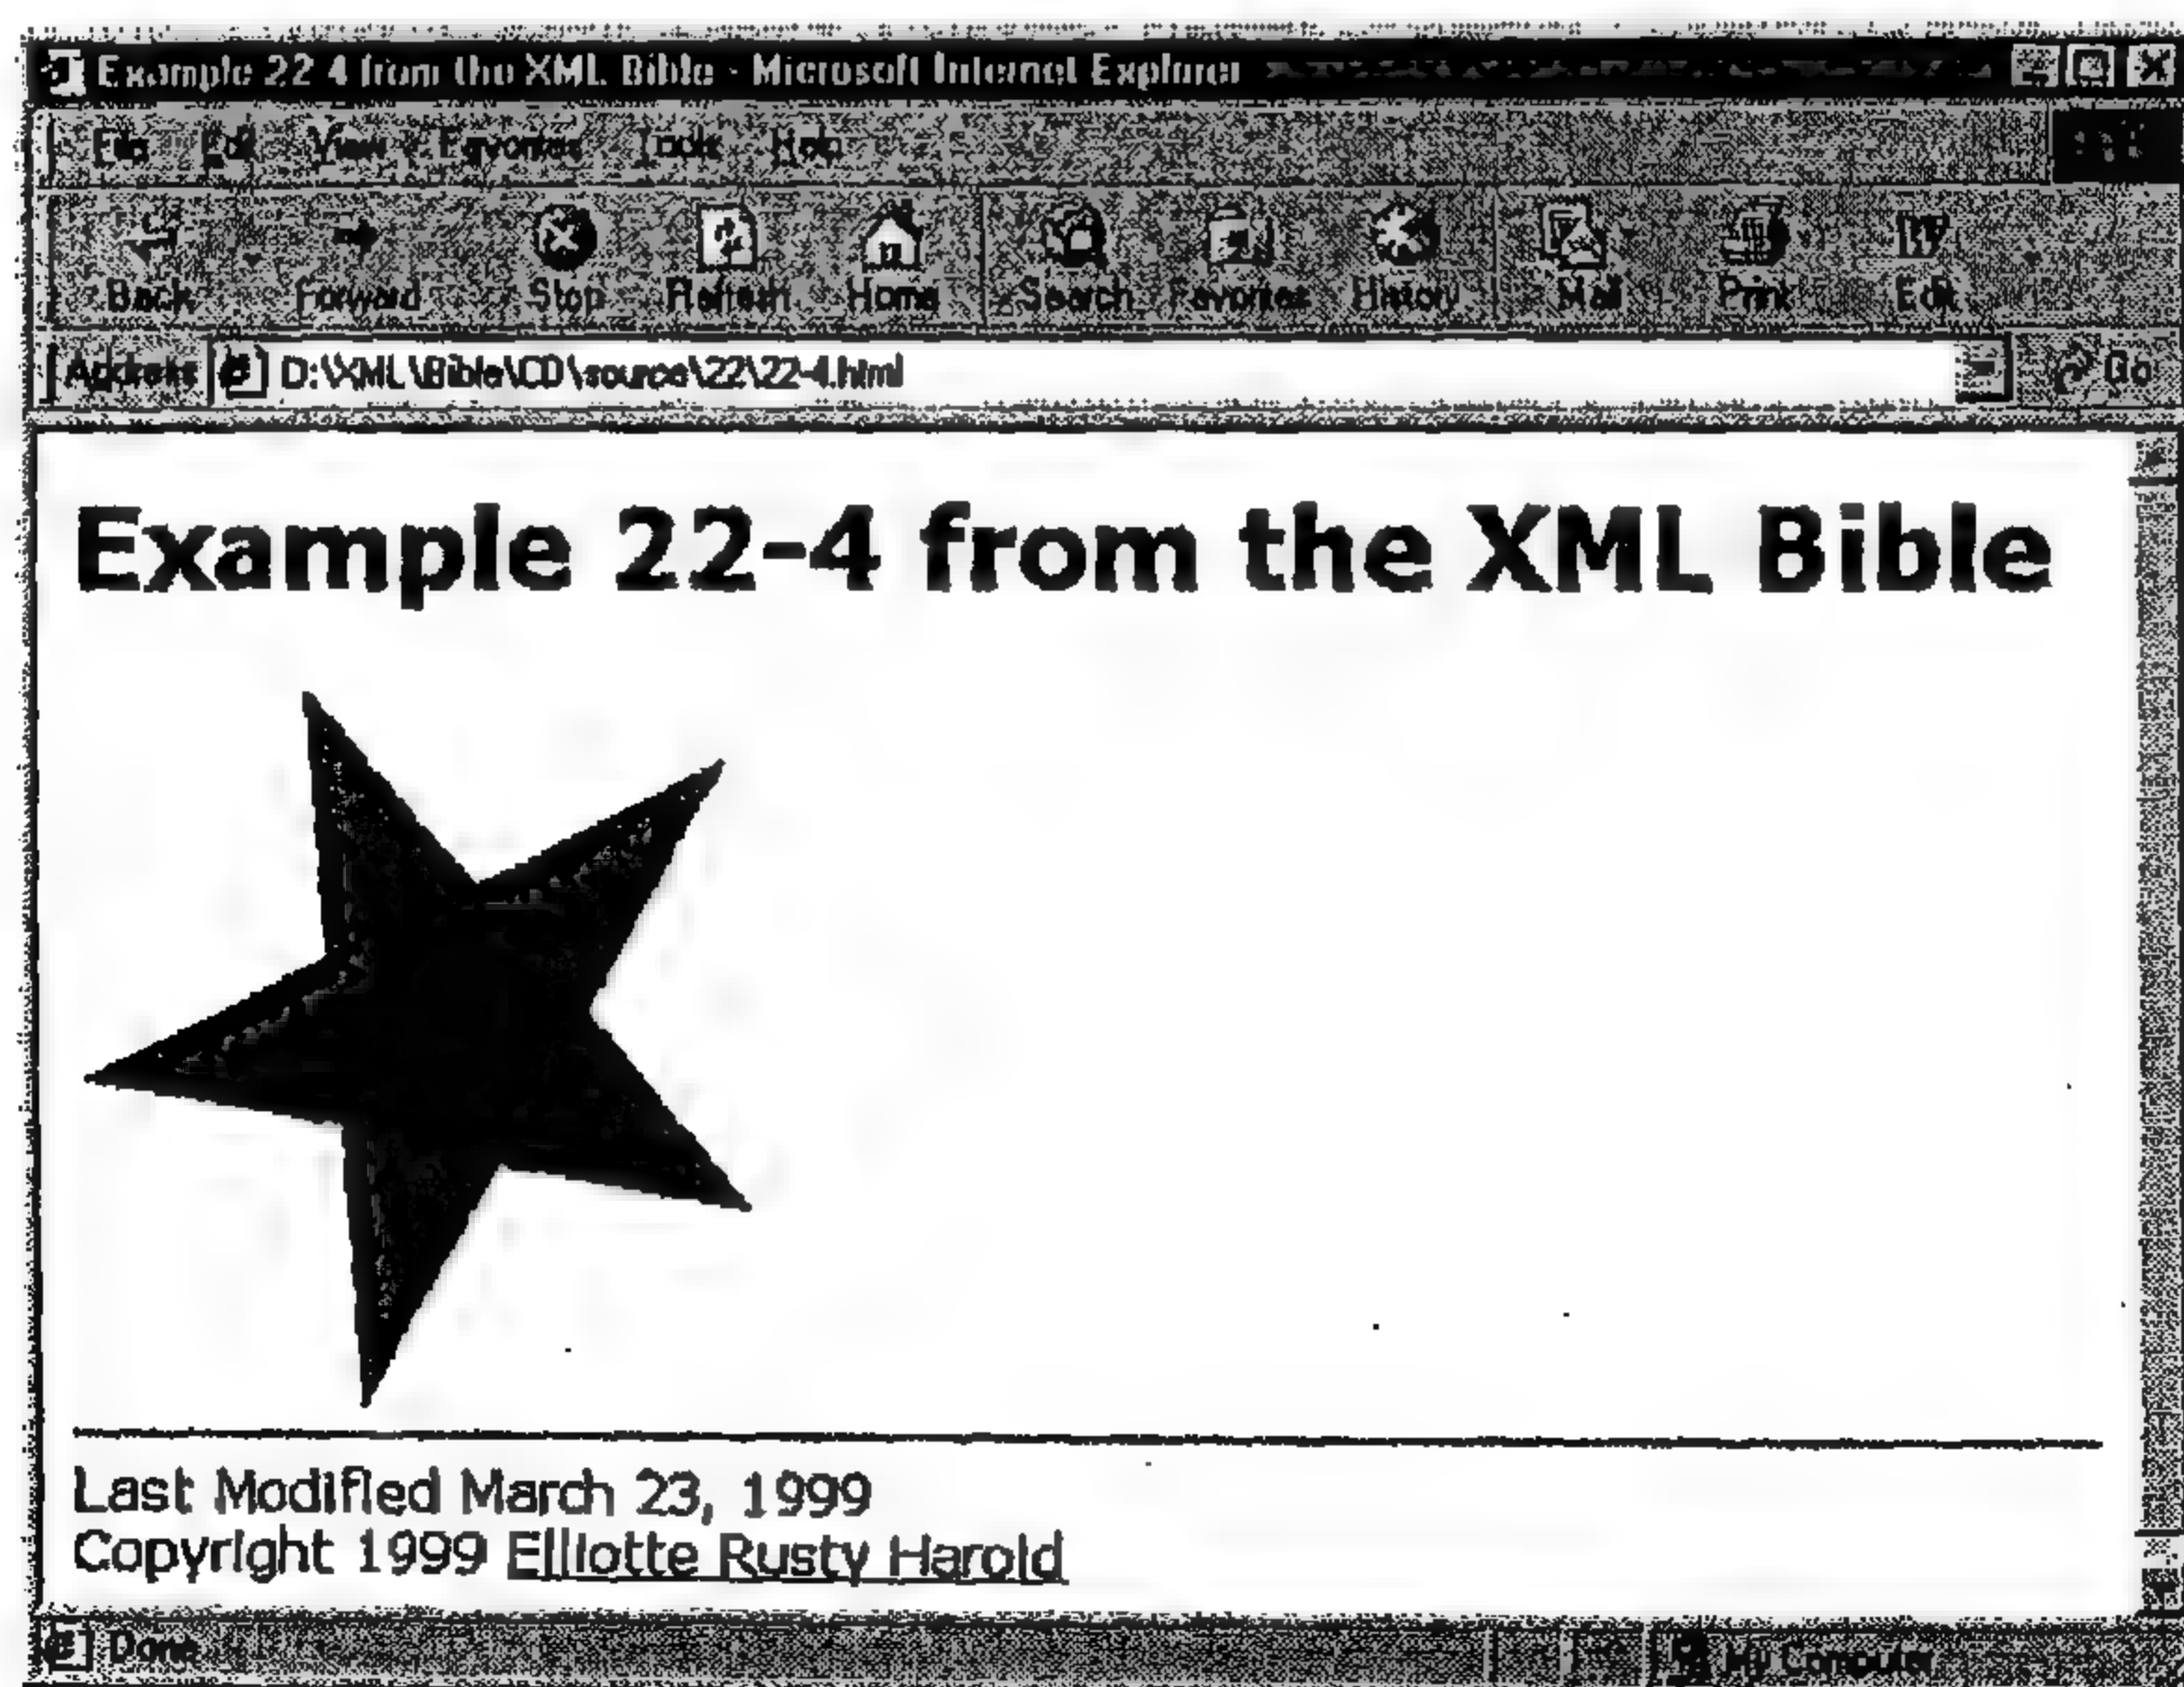 Example 22 4 from the XML Bible - Microsoft Internet Explorer
File Edit View Favorites Tools Help
Back Forward Stop Refresh Home Search Favorites History Mail Print Edit
Address D:\XML\Bible\CD\source\22\22-4.html Go
Example 22-4 from the XML Bible
Last Modified March 23, 1999
Copyright 1999 Elliotte Rusty Harold
Done My Computer